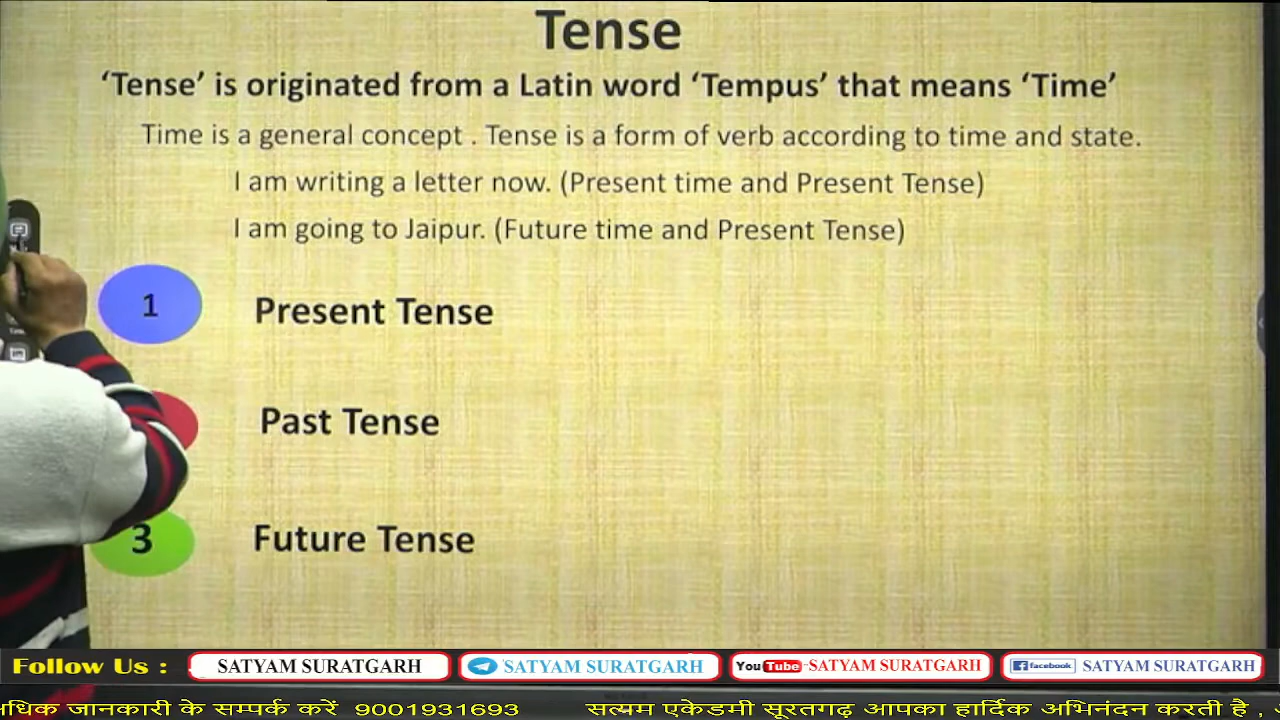 Tense
‘Tense’ is originated from a Latin word ‘Tempus’ that means ‘Time’
Time is a general concept . Tense is a form of verb according to time and state.
I am writing a letter now. (Present time and Present Tense)
I am going to Jaipur. (Future time and Present Tense)
1 Present Tense
Past Tense
3 Future Tense
Follow Us : SATYAM SURATGARH SATYAM SURATGARH You Tube -SATYAM SURATGARH facebook SATYAM SURATGARH
के सम्पर्क करें 9001931693 सत्यम एकेडमी सूरतगढ़ आपका हार्दिक अभिनंदन करती है ,